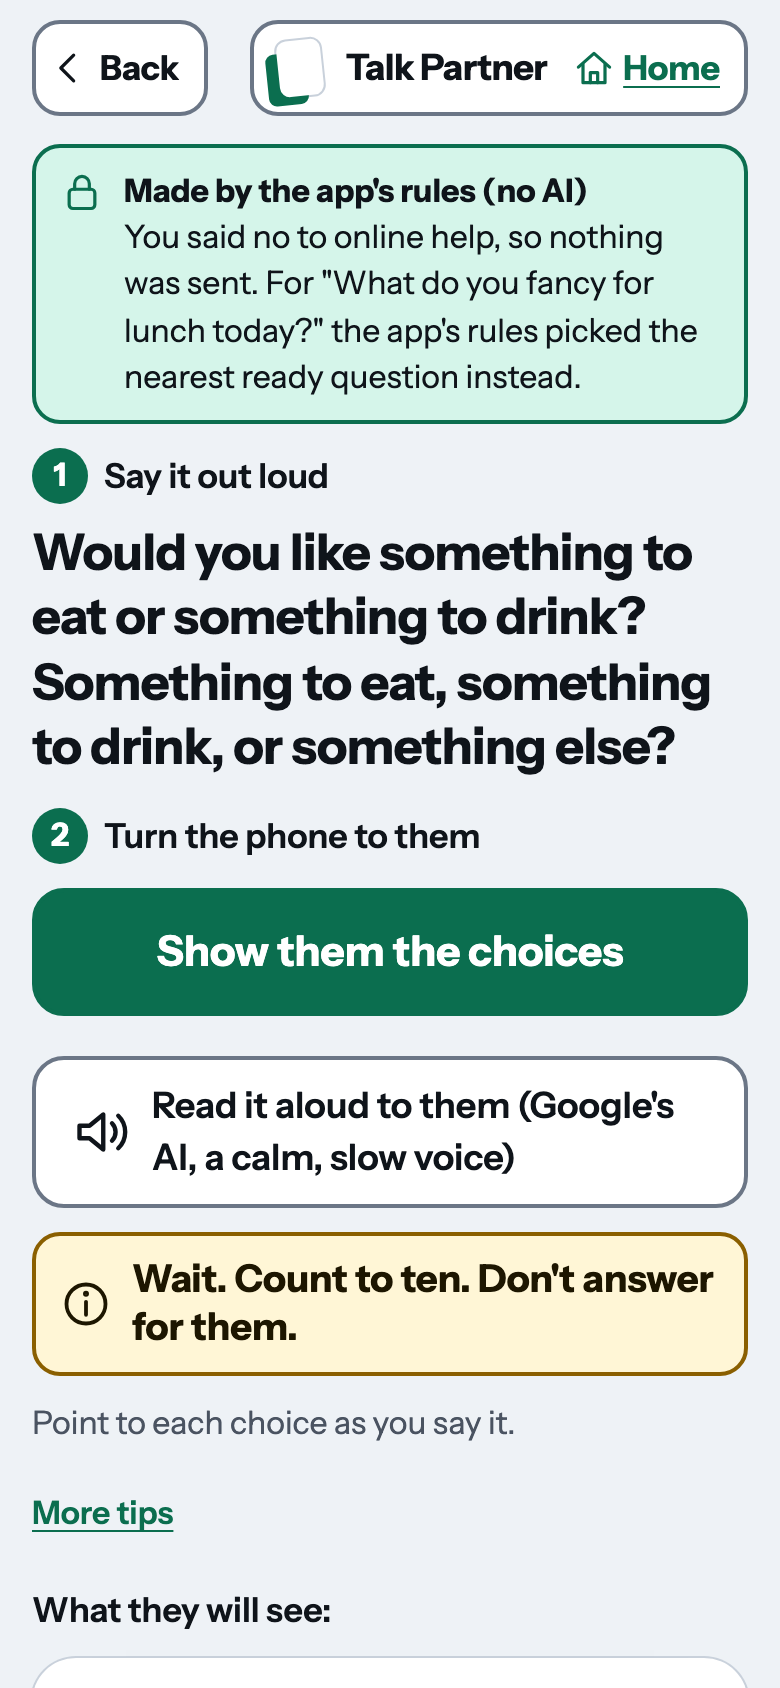 Back
Talk Partner
Home
Made by the app's rules (no AI)
You said no to online help, so nothing
was sent. For "What do you fancy for
lunch today?" the app's rules picked the
nearest ready question instead.
1 Say it out loud
Would you like something to
eat or something to drink?
Something to eat, something
to drink, or something else?
2 Turn the phone to them
Show them the choices
Read it aloud to them (Google's
AI, a calm, slow voice)
Wait. Count to ten. Don't answer
for them.
Point to each choice as you say it.
More tips
What they will see: